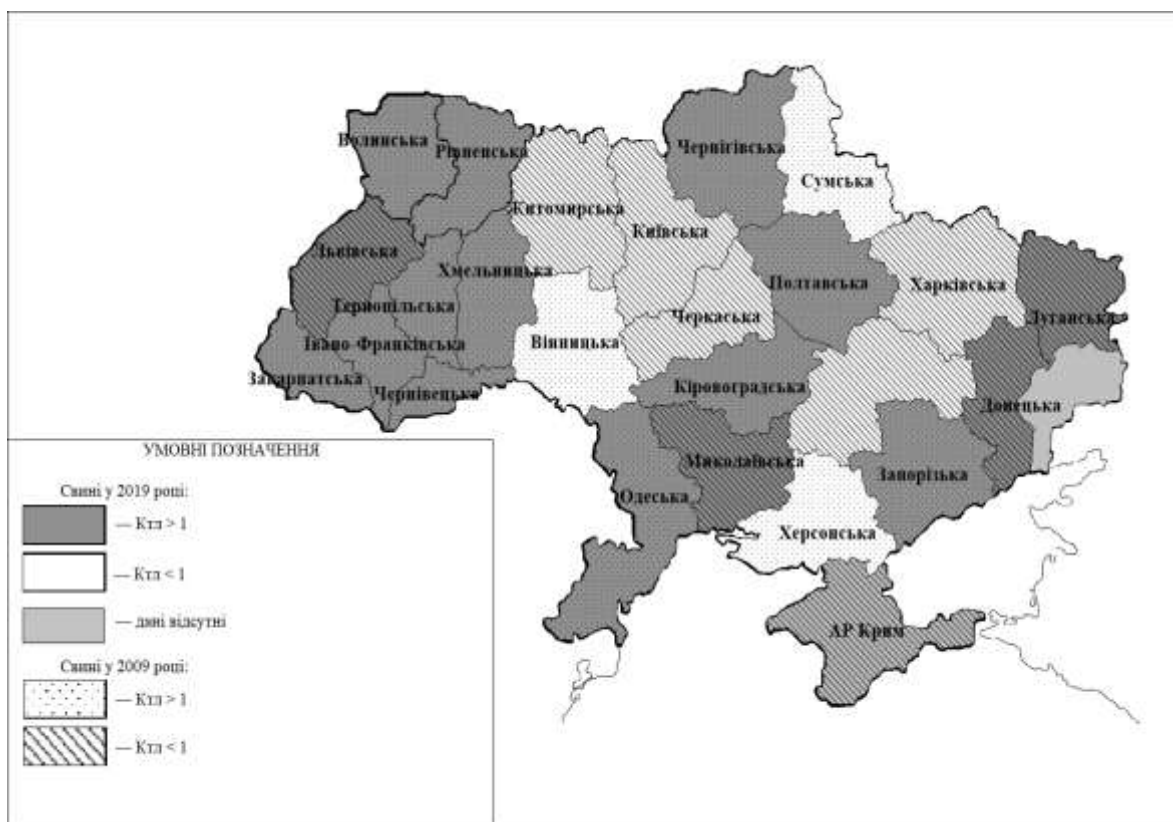 Волинська
Рівненська
Чернігівська
Сумська
Житомирська
Київська
Львівська
Хмельницька
Полтавська
Харківська
Тернопільська
Черкаська
Луганська
Івано-Франківська
Вінницька
Закарпатська
Чернівецька
Кіровоградська
Донецька
Миколаївська
Запорізька
Одеська
Херсонська
АР Крим
УМОВНІ ПОЗНАЧЕННЯ
Свині у 2019 році:
— Ктл > 1
— Ктл < 1
— дані відсутні
Свині у 2009 році:
— Ктл > 1
— Ктл < 1